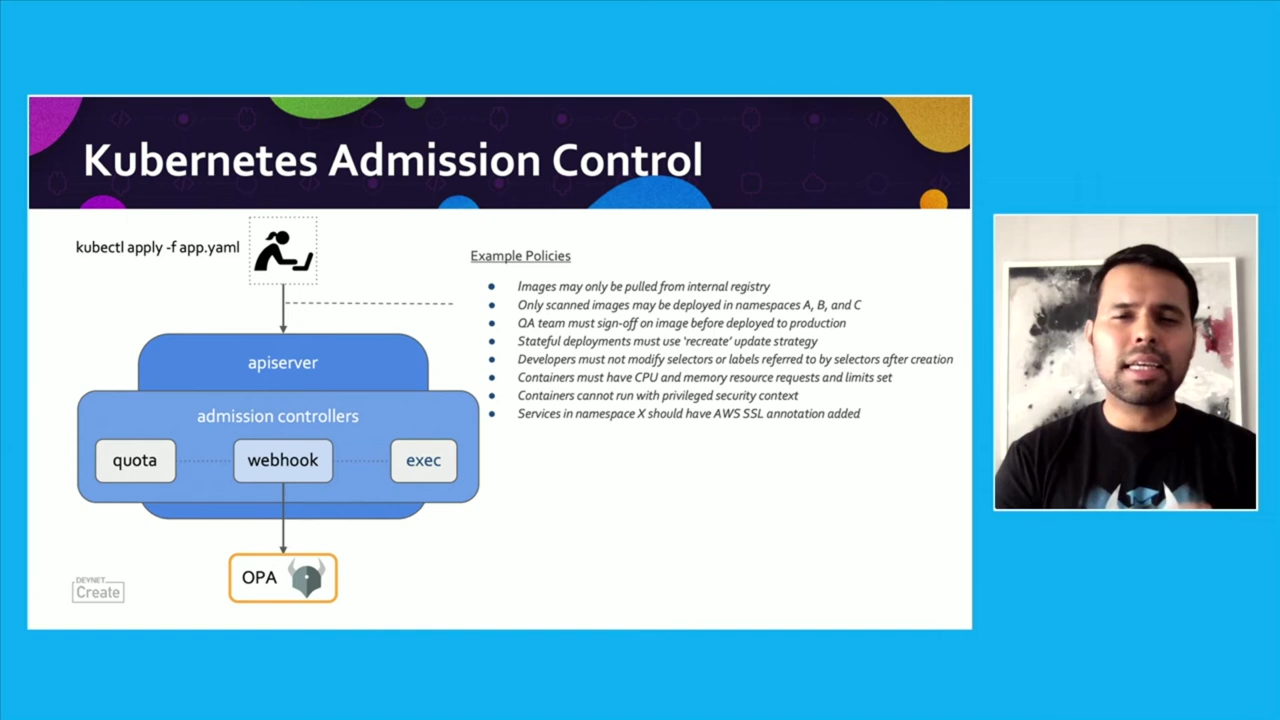 Kubernetes Admission Control
kubectl apply -f app.yaml
Example Policies
Images may only be pulled from internal registry
Only scanned images may be deployed in namespaces A, B, and C
QA team must sign-off on image before deployed to production
Stateful deployments must use 'recreate' update strategy
Developers must not modify selectors or labels referred to by selectors after creation
Containers must have CPU and memory resource requests and limits set
Containers cannot run with privileged security context
Services in namespace X should have AWS SSL annotation added
apiserver
admission controllers
quota
webhook
exec
OPA
DEVNET
Create